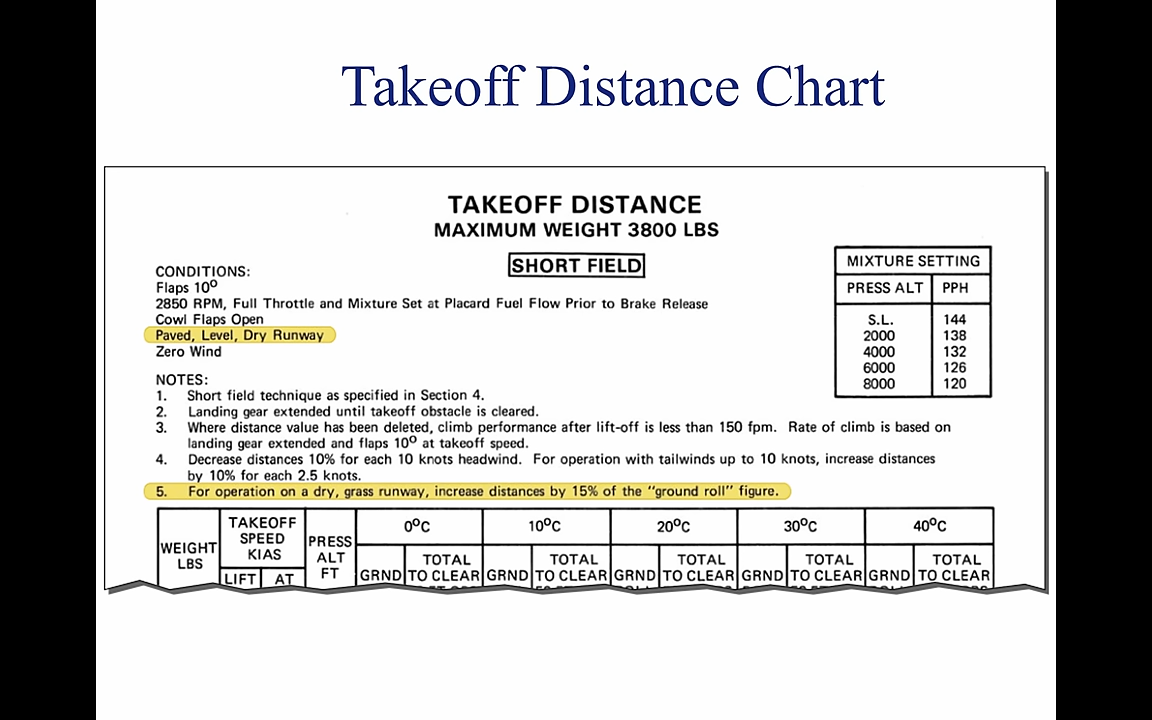 Takeoff Distance Chart
TAKEOFF DISTANCE
MAXIMUM WEIGHT 3800 LBS
SHORT FIELD
CONDITIONS:
Flaps 10⁰
2850 RPM, Full Throttle and Mixture Set at Placard Fuel Flow Prior to Brake Release
Cowl Flaps Open
Paved, Level, Dry Runway
Zero Wind
MIXTURE SETTING
PRESS ALT PPH
S.L. 144
2000 138
4000 132
6000 126
8000 120
NOTES:
1. Short field technique as specified in Section 4.
2. Landing gear extended until takeoff obstacle is cleared.
3. Where distance value has been deleted, climb performance after lift-off is less than 150 fpm. Rate of climb is based on
landing gear extended and flaps 10⁰ at takeoff speed.
4. Decrease distances 10% for each 10 knots headwind. For operation with tailwinds up to 10 knots, increase distances
by 10% for each 2.5 knots.
5. For operation on a dry, grass runway, increase distances by 15% of the "ground roll" figure.
WEIGHT
LBS
TAKEOFF
SPEED
KIAS
LIFT AT
PRESS
ALT
FT
0⁰C 10⁰C 20⁰C 30⁰C 40⁰C
TOTAL TOTAL TOTAL TOTAL TOTAL
GRND TO CLEAR GRND TO CLEAR GRND TO CLEAR GRND TO CLEAR GRND TO CLEAR